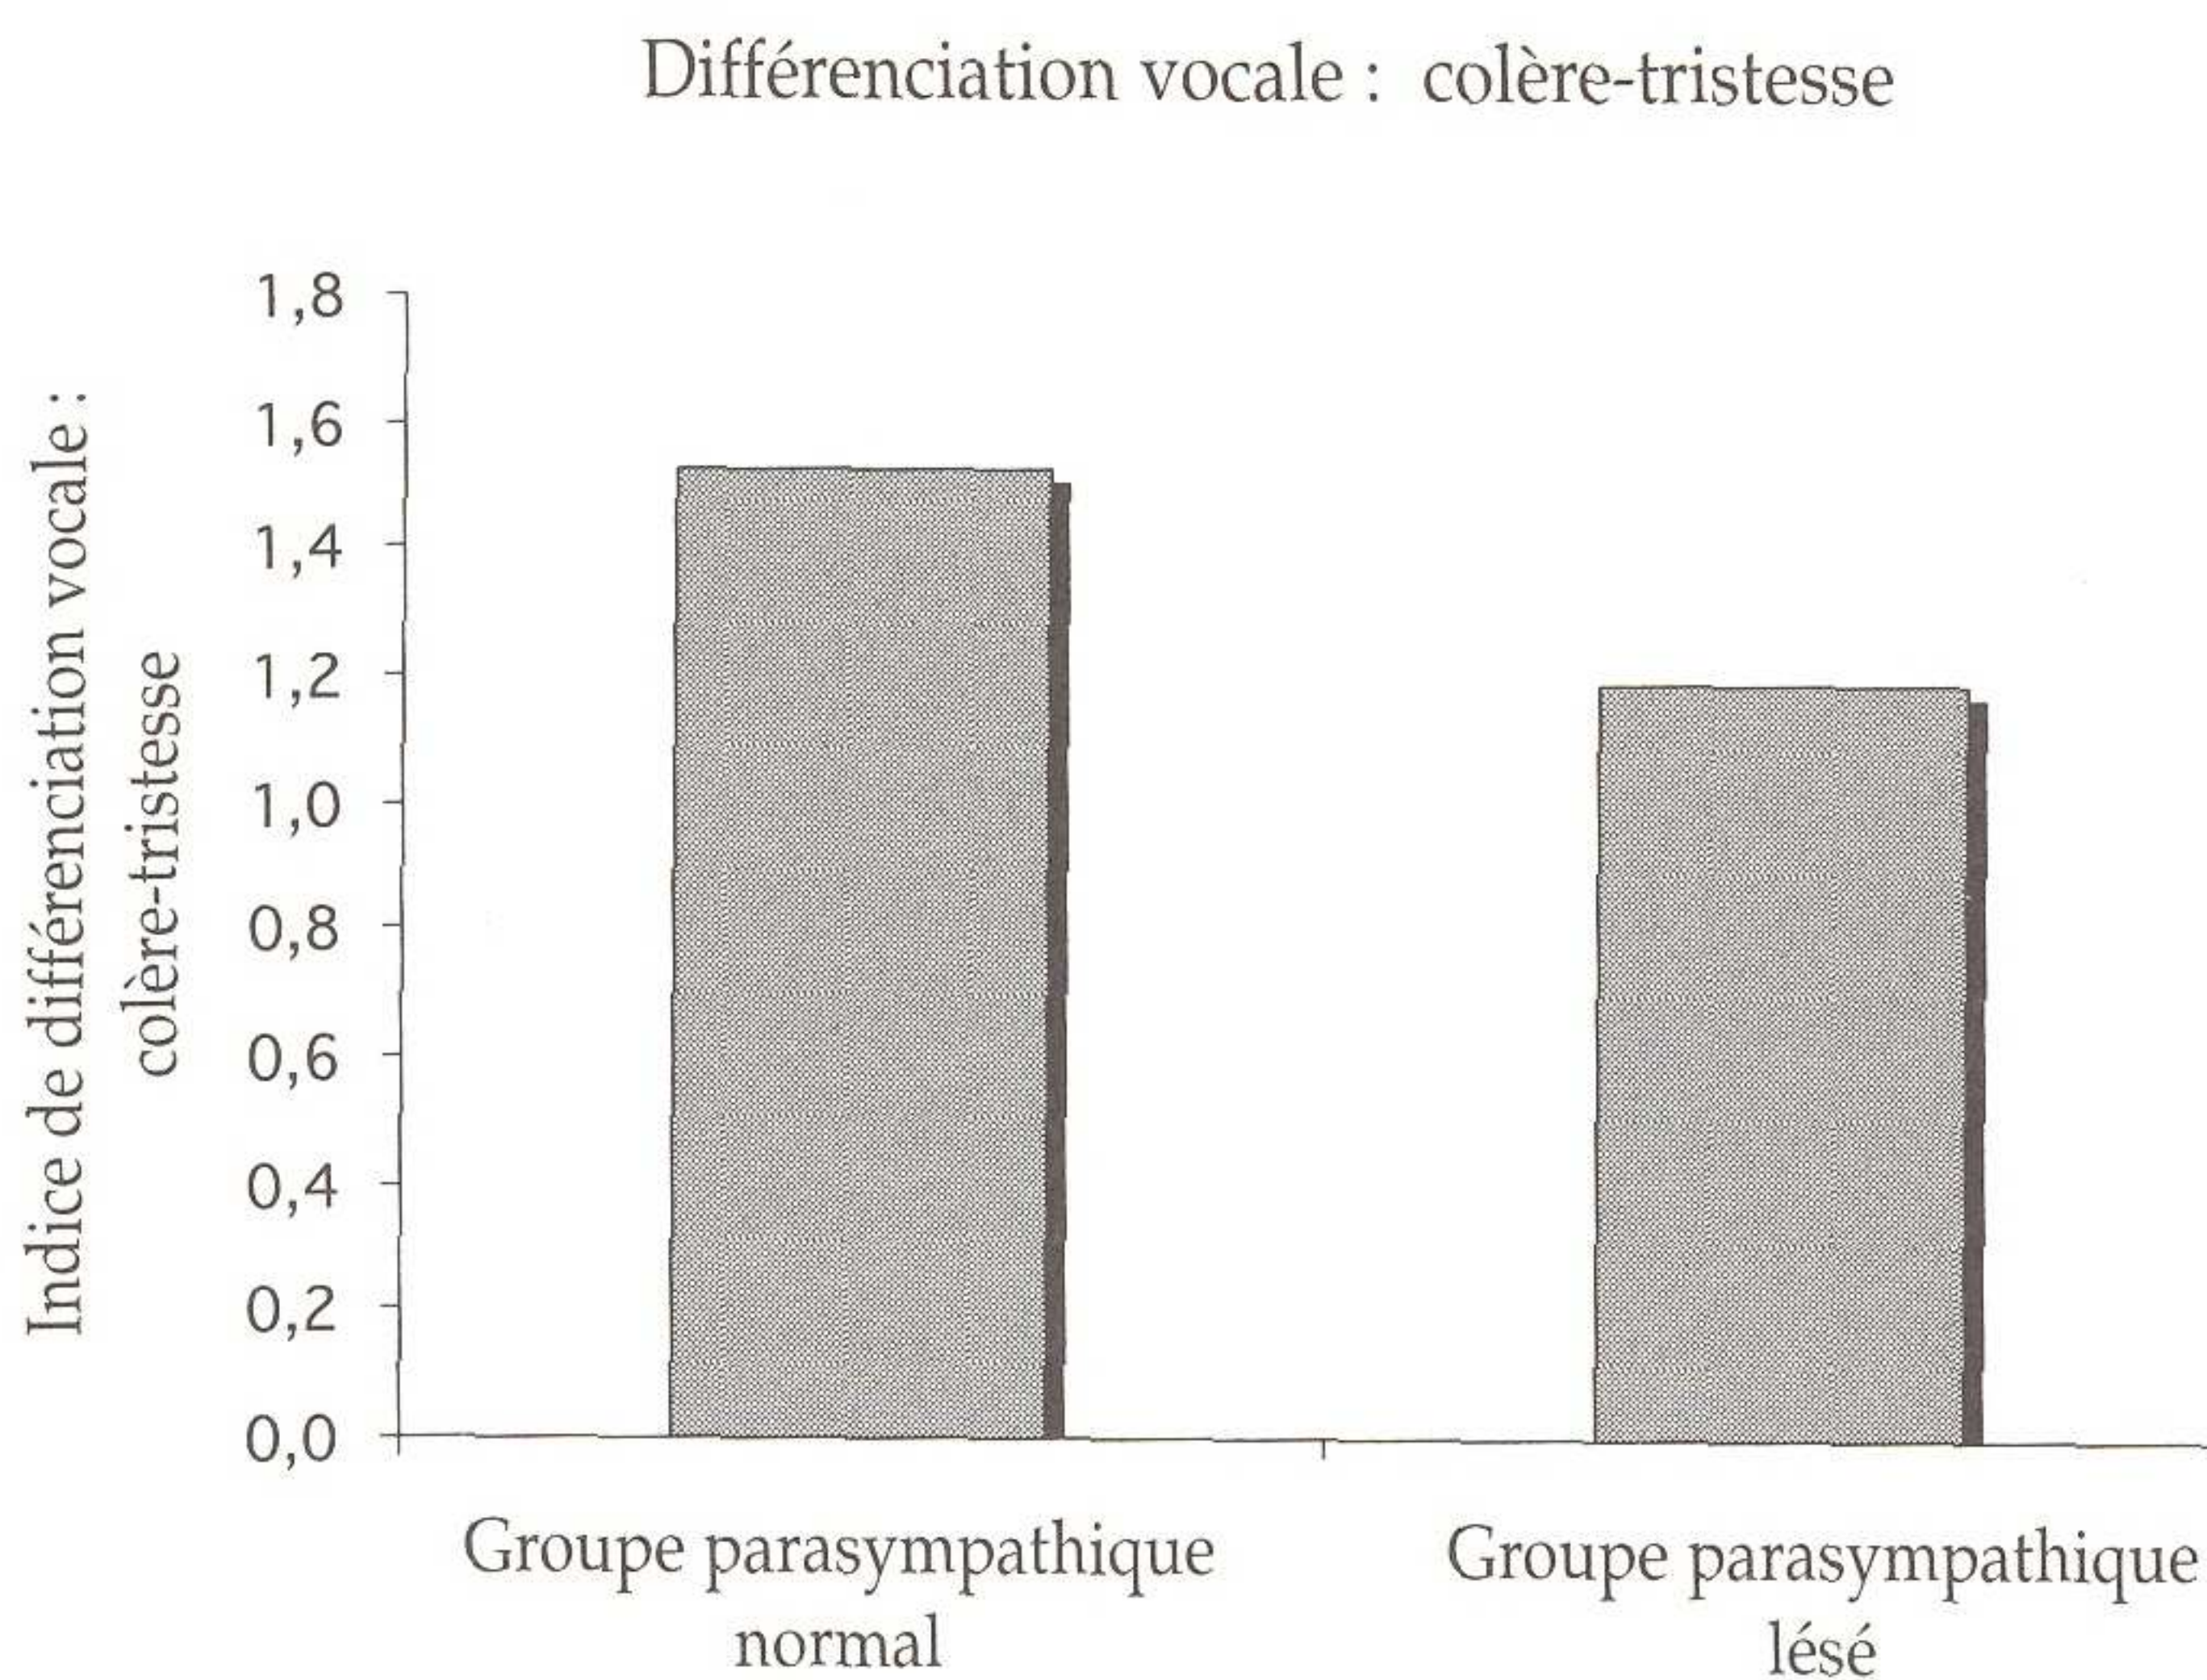 Différenciation vocale : colère-tristesse
Indice de différenciation vocale :
colère-tristesse
1,8
1,6
1,4
1,2
1,0
0,8
0,6
0,4
0,2
0,0
Groupe parasympathique
normal
Groupe parasympathique
lésé